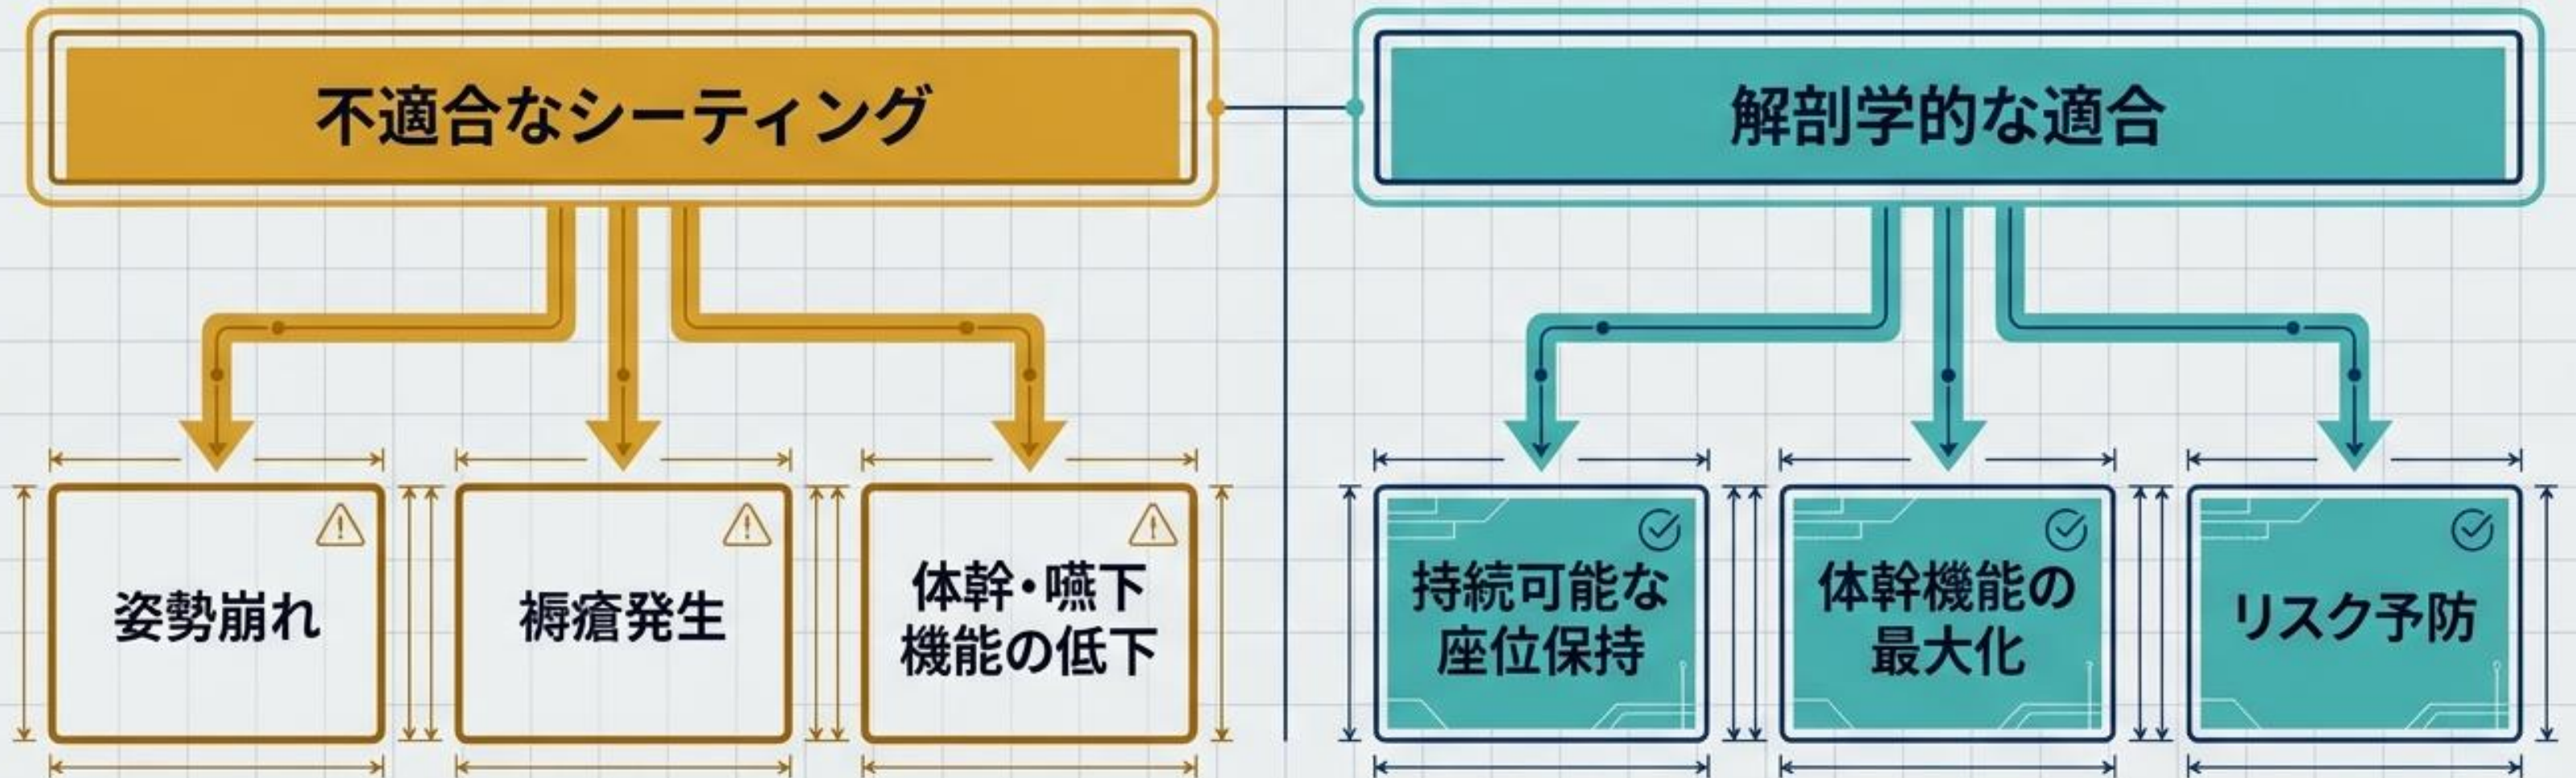 不適合なシーティング
解剖学的な適合
姿勢崩れ
褥瘡発生
体幹・嚥下
機能の低下
持続可能な
座位保持
体幹機能の
最大化
リスク予防